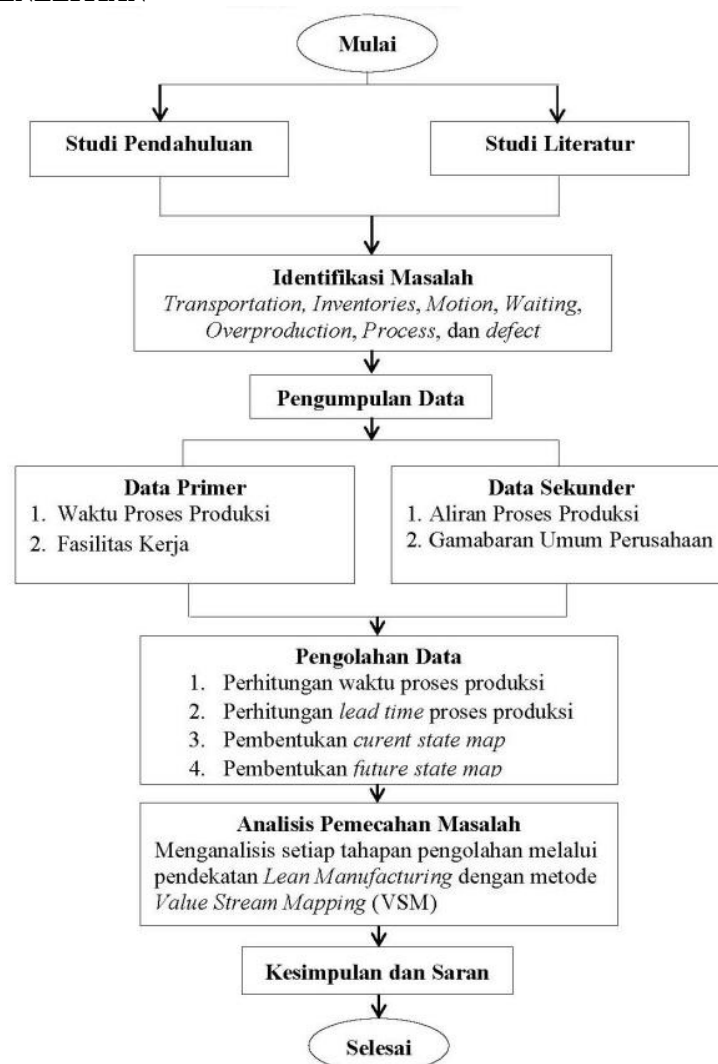 Mulai
Studi Pendahuluan
Studi Literatur
Identifikasi Masalah
Transportation, Inventories, Motion, Waiting,
Overproduction, Process, dan defect
Pengumpulan Data
Data Primer
1. Waktu Proses Produksi
2. Fasilitas Kerja
Data Sekunder
1. Aliran Proses Produksi
2. Gamabaran Umum Perusahaan
Pengolahan Data
1. Perhitungan waktu proses produksi
2. Perhitungan lead time proses produksi
3. Pembentukan curent state map
4. Pembentukan future state map
Analisis Pemecahan Masalah
Menganalisis setiap tahapan pengolahan melalui
pendekatan Lean Manufacturing dengan metode
Value Stream Mapping (VSM)
Kesimpulan dan Saran
Selesai